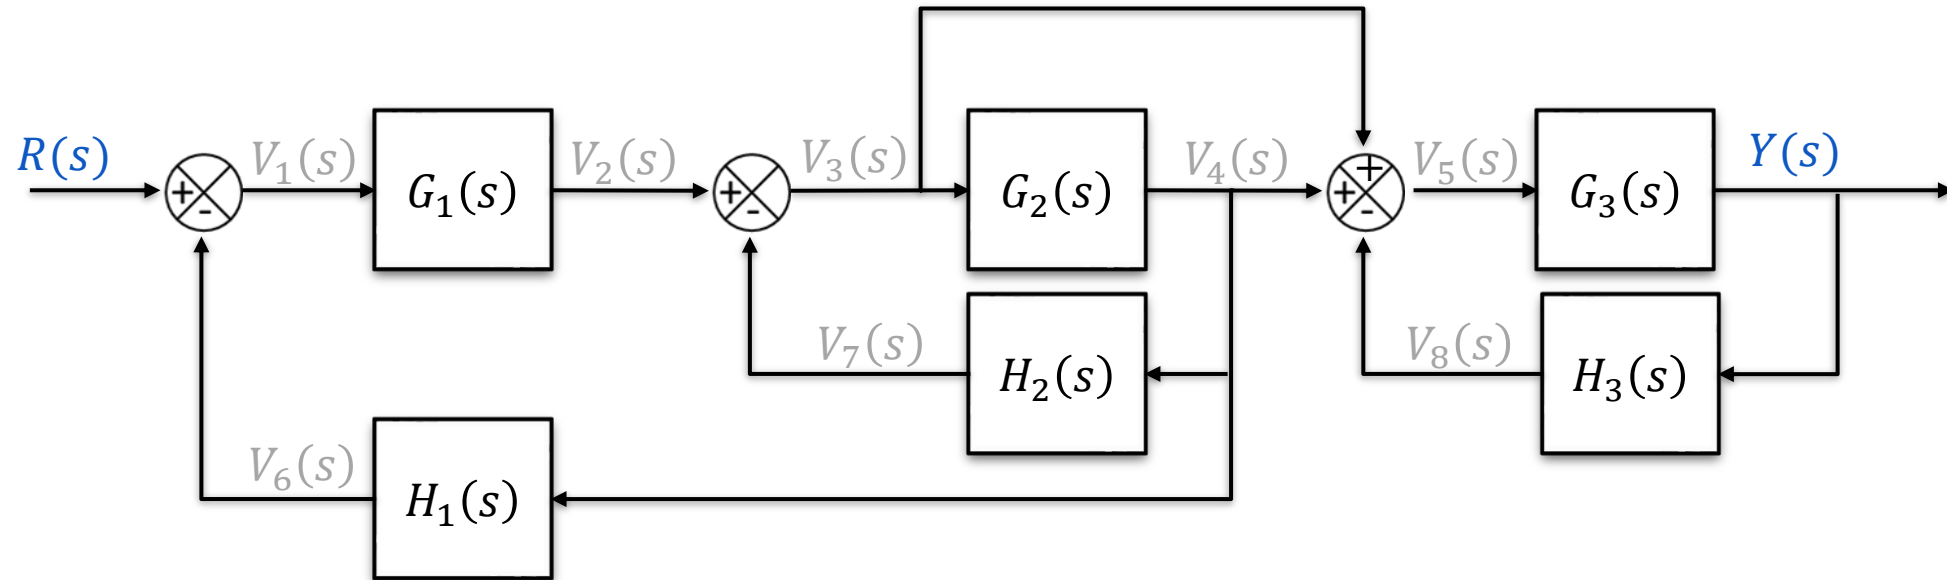 R(s)
+
-
V₁(s)
G₁(s)
V₂(s)
+
-
V₃(s)
G₂(s)
V₄(s)
+
+
-
V₅(s)
G₃(s)
Y(s)
V₇(s)
H₂(s)
V₈(s)
H₃(s)
V₆(s)
H₁(s)